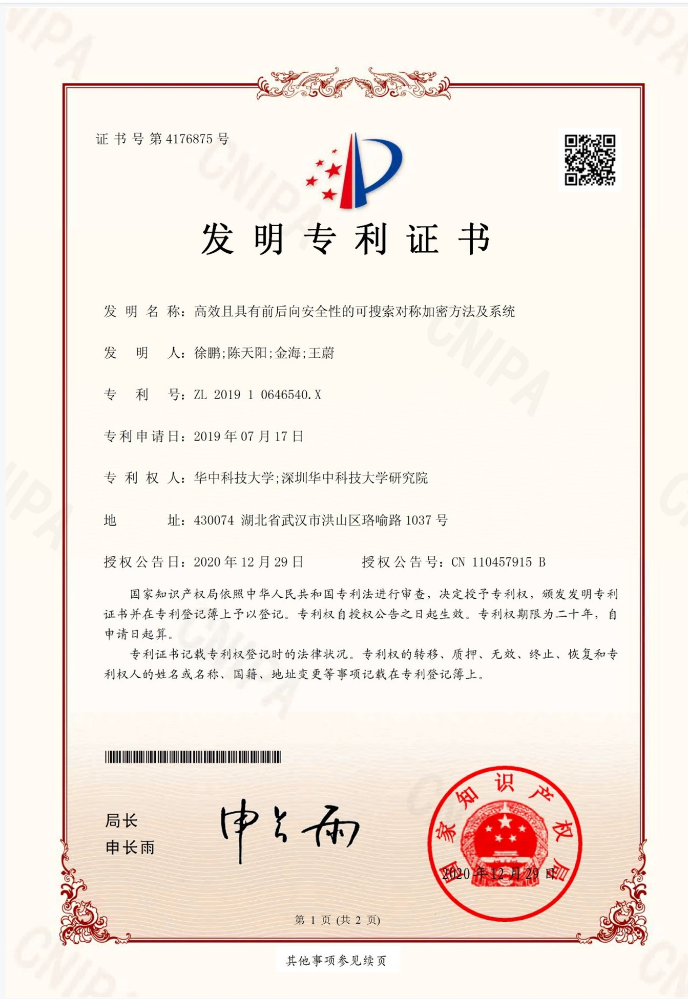 证书号第4176875号
发明专利证书
发明名称：高效且具有前后向安全性的可搜索对称加密方法及系统
发明人：徐鹏;陈天阳;金海;王蔚
专利号：ZL 2019 1 0646540.X
专利申请日：2019年07月17日
专利权人：华中科技大学;深圳华中科技大学研究院
地址：430074 湖北省武汉市洪山区珞喻路1037号
授权公告日：2020年12月29日 授权公告号：CN 110457915 B
国家知识产权局依照中华人民共和国专利法进行审查，决定授予专利权，颁发发明专利
证书并在专利登记簿上予以登记。专利权自授权公告之日起生效。专利权期限为二十年，自
申请日起算。
专利证书记载专利权登记时的法律状况。专利权的转移、质押、无效、终止、恢复和专
利权人的姓名或名称、国籍、地址变更等事项记载在专利登记簿上。
局长
申长雨
申长雨
国家知识产权局
2020年12月29日
第 1 页 (共 2 页)
其他事项参见续页
CNIPA
CNIPA
CNIPA
CNIPA